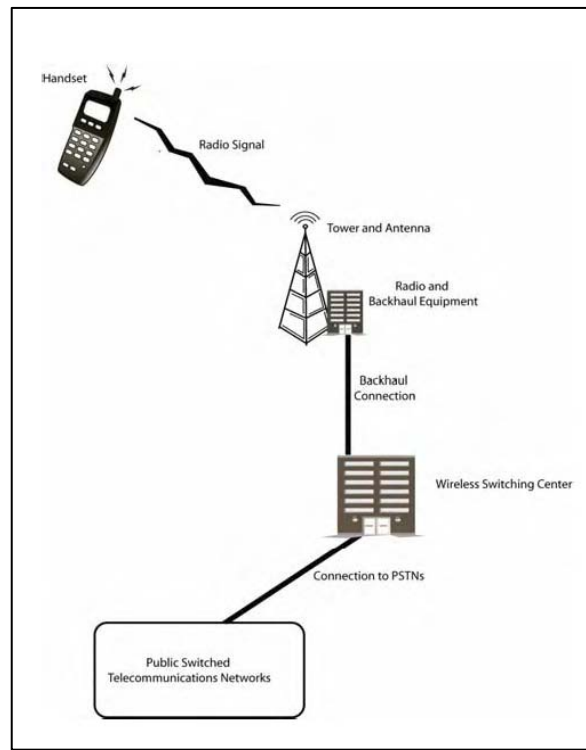 Handset
Radio Signal
Tower and Antenna
Radio and
Backhaul Equipment
Backhaul
Connection
Wireless Switching Center
Connection to PSTNs
Public Switched
Telecommunications Networks